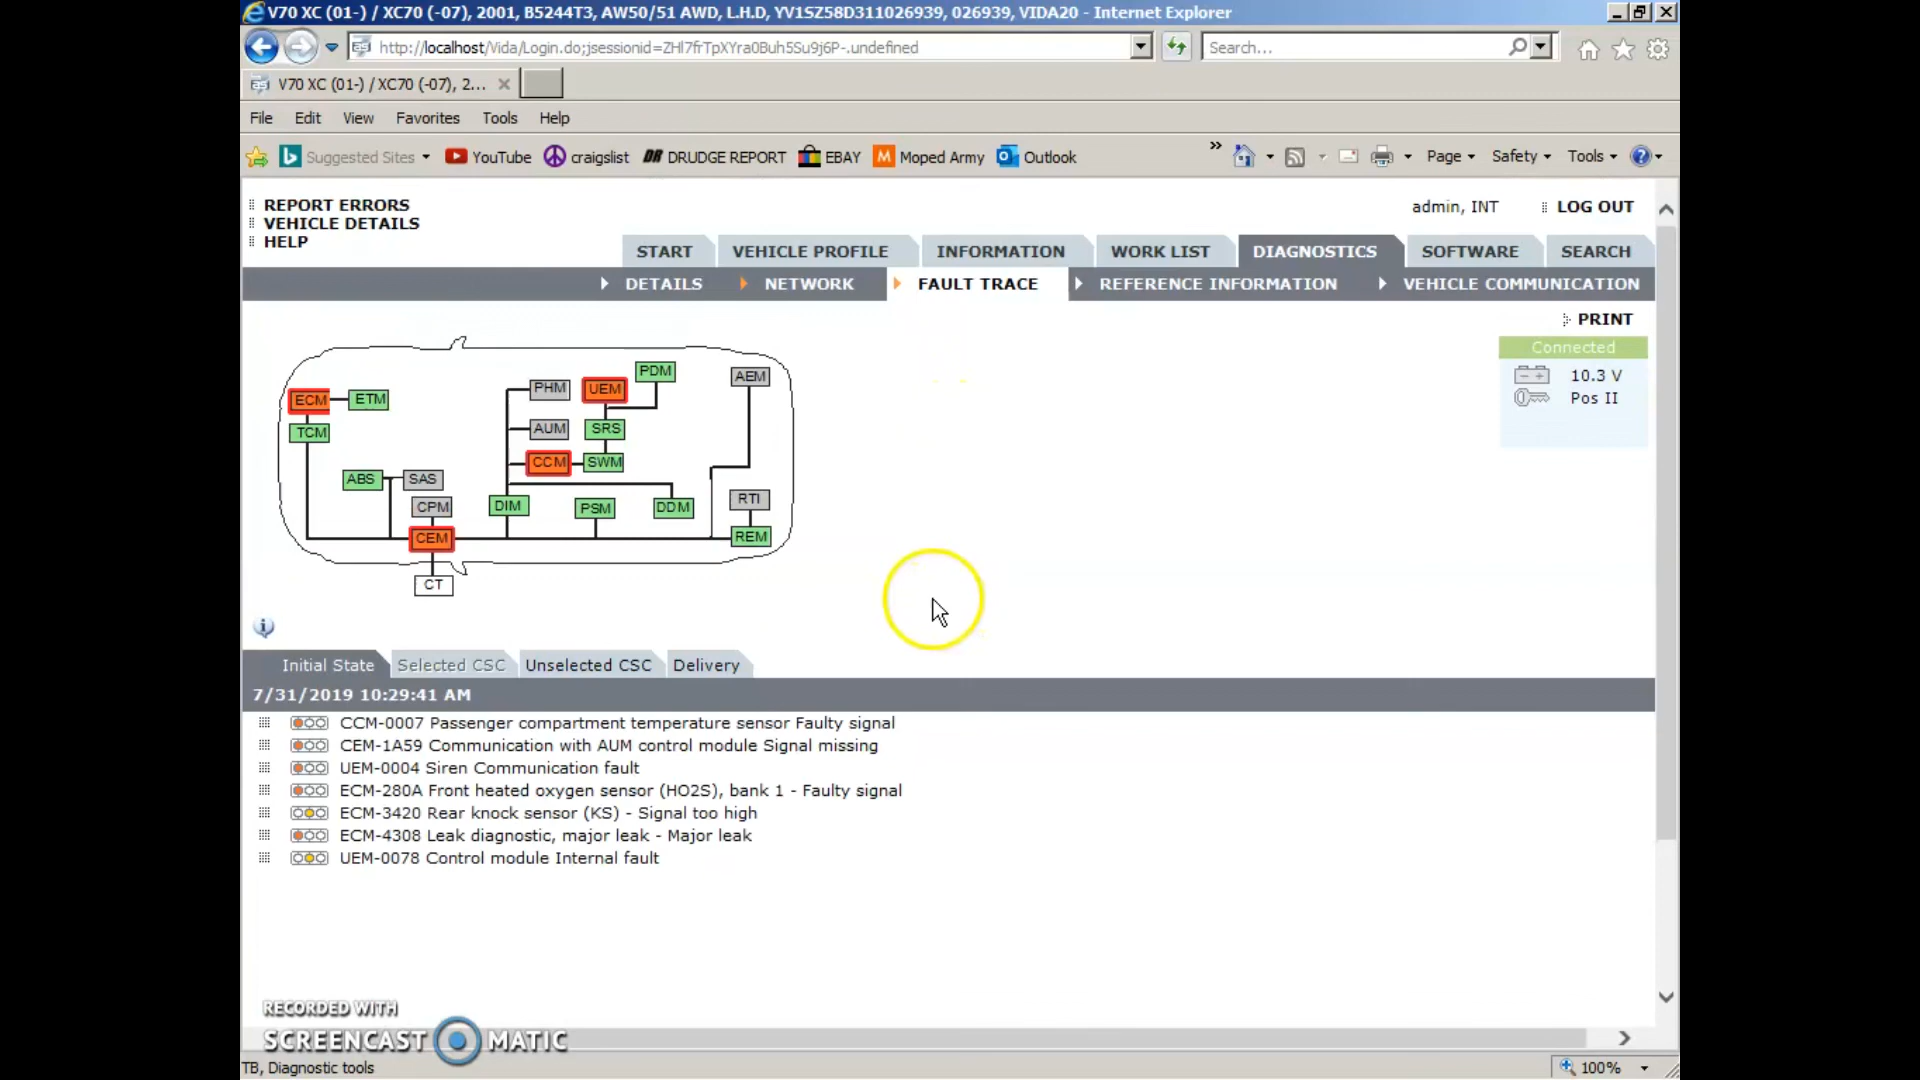 V70 XC (01-) / XC70 (-07), 2001, B5244T3, AW50/51 AWD, L.H.D, YV1SZ58D311026939, 026939, VIDA20 - Internet Explorer
http://localhost/Vida/Login.do;jsessionid=ZHl7frTpXYra0Buh5Su9j6P-.undefined
Search...
V70 XC (01-) / XC70 (-07), 2...
File Edit View Favorites Tools Help
Suggested Sites YouTube craigslist DRUDGE REPORT EBAY Moped Army Outlook » Page Safety Tools
REPORT ERRORS
VEHICLE DETAILS
HELP
admin, INT LOG OUT
START VEHICLE PROFILE INFORMATION WORK LIST DIAGNOSTICS SOFTWARE SEARCH
DETAILS NETWORK FAULT TRACE REFERENCE INFORMATION VEHICLE COMMUNICATION
PRINT
Connected
10.3 V
Pos II
PHM UEM PDM AEM
ECM ETM
TCM AUM SRS
CCM SWM
ABS SAS
CPM DIM PSM DDM RTI
CEM REM
CT
Initial State Selected CSC Unselected CSC Delivery
7/31/2019 10:29:41 AM
CCM-0007 Passenger compartment temperature sensor Faulty signal
CEM-1A59 Communication with AUM control module Signal missing
UEM-0004 Siren Communication fault
ECM-280A Front heated oxygen sensor (HO2S), bank 1 - Faulty signal
ECM-3420 Rear knock sensor (KS) - Signal too high
ECM-4308 Leak diagnostic, major leak - Major leak
UEM-0078 Control module Internal fault
RECORDED WITH
SCREENCAST MATIC
TB, Diagnostic tools
100%